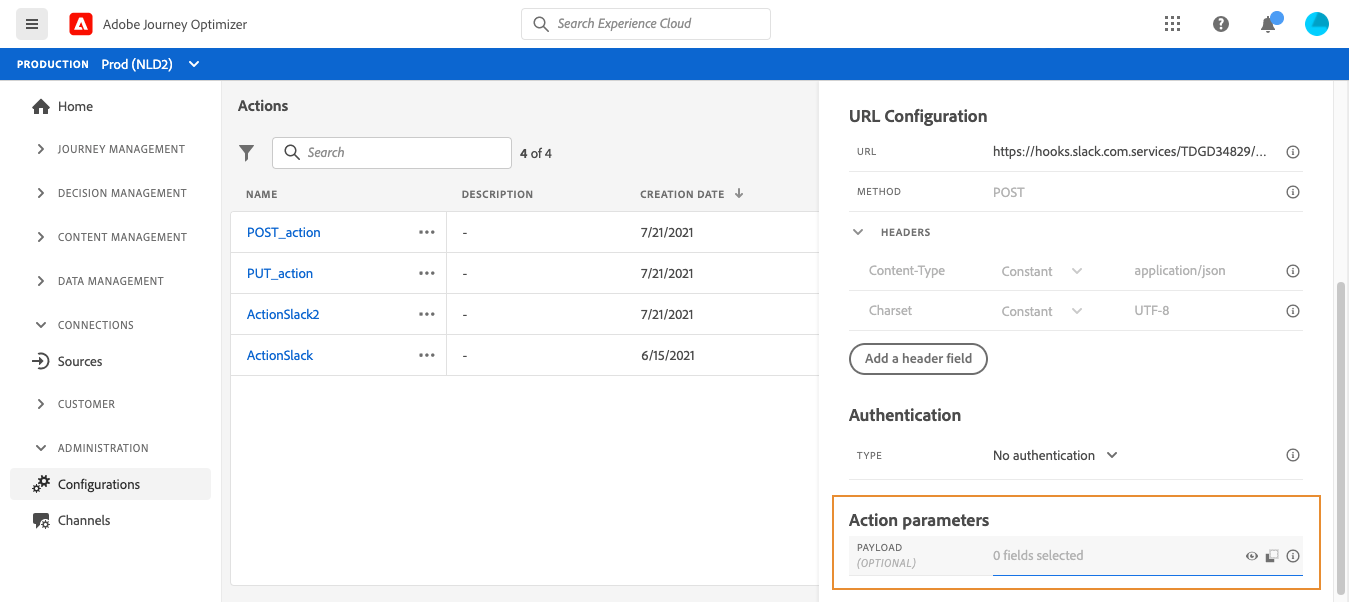 Adobe Journey Optimizer
Search Experience Cloud
PRODUCTION Prod (NLD2)
Home
JOURNEY MANAGEMENT
DECISION MANAGEMENT
CONTENT MANAGEMENT
DATA MANAGEMENT
CONNECTIONS
Sources
CUSTOMER
ADMINISTRATION
Configurations
Channels
Actions
Search
4 of 4
NAME DESCRIPTION CREATION DATE
POST_action - 7/21/2021
PUT_action - 7/21/2021
ActionSlack2 - 7/21/2021
ActionSlack - 6/15/2021
URL Configuration
URL https://hooks.slack.com.services/TDGD34829/...
METHOD POST
HEADERS
Content-Type Constant application/json
Charset Constant UTF-8
Add a header field
Authentication
TYPE No authentication
Action parameters
PAYLOAD
(OPTIONAL)
0 fields selected